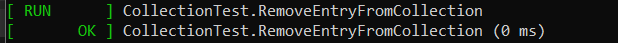 [ RUN      ] CollectionTest.RemoveEntryFromCollection
[       OK ] CollectionTest.RemoveEntryFromCollection (0 ms)